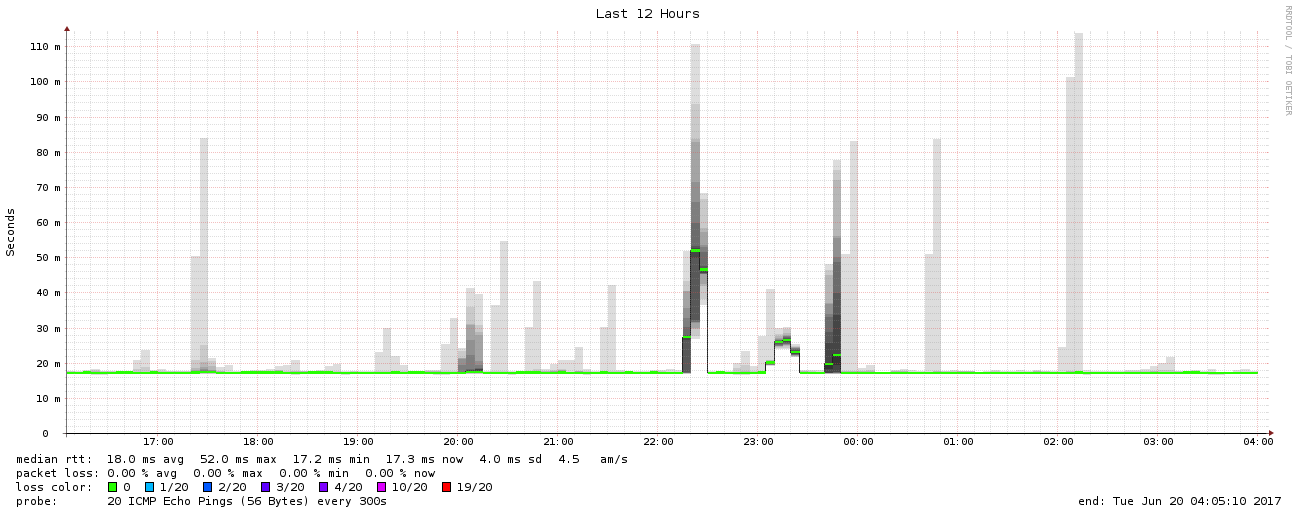 Last 12 Hours
RRDTOOL / TOBI OETIKER
Seconds
110 m
100 m
90 m
80 m
70 m
60 m
50 m
40 m
30 m
20 m
10 m
0
17:00 18:00 19:00 20:00 21:00 22:00 23:00 00:00 01:00 02:00 03:00 04:00
median rtt: 18.0 ms avg 52.0 ms max 17.2 ms min 17.3 ms now 4.0 ms sd 4.5 am/s
packet loss: 0.00 % avg 0.00 % max 0.00 % min 0.00 % now
loss color: 0 1/20 2/20 3/20 4/20 10/20 19/20
probe: 20 ICMP Echo Pings (56 Bytes) every 300s end: Tue Jun 20 04:05:10 2017